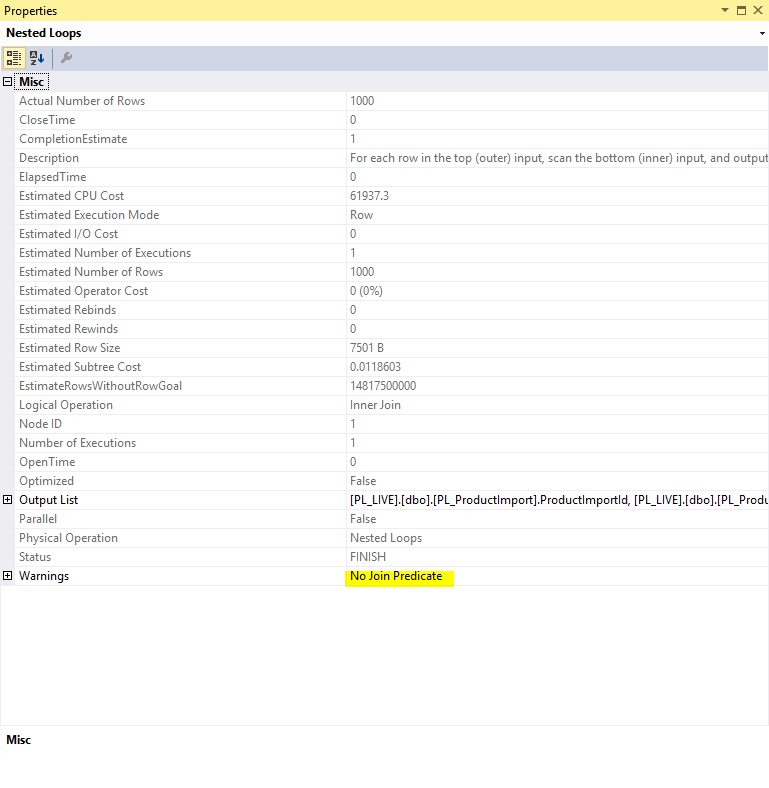 Properties
Nested Loops
Misc
Actual Number of Rows 1000
CloseTime 0
CompletionEstimate 1
Description For each row in the top (outer) input, scan the bottom (inner) input, and output
ElapsedTime 0
Estimated CPU Cost 61937.3
Estimated Execution Mode Row
Estimated I/O Cost 0
Estimated Number of Executions 1
Estimated Number of Rows 1000
Estimated Operator Cost 0 (0%)
Estimated Rebinds 0
Estimated Rewinds 0
Estimated Row Size 7501 B
Estimated Subtree Cost 0.0118603
EstimateRowsWithoutRowGoal 14817500000
Logical Operation Inner Join
Node ID 1
Number of Executions 1
OpenTime 0
Optimized False
Output List [PL_LIVE].[dbo].[PL_ProductImport].ProductImportId, [PL_LIVE].[dbo].[PL_Produ
Parallel False
Physical Operation Nested Loops
Status FINISH
Warnings No Join Predicate
Misc